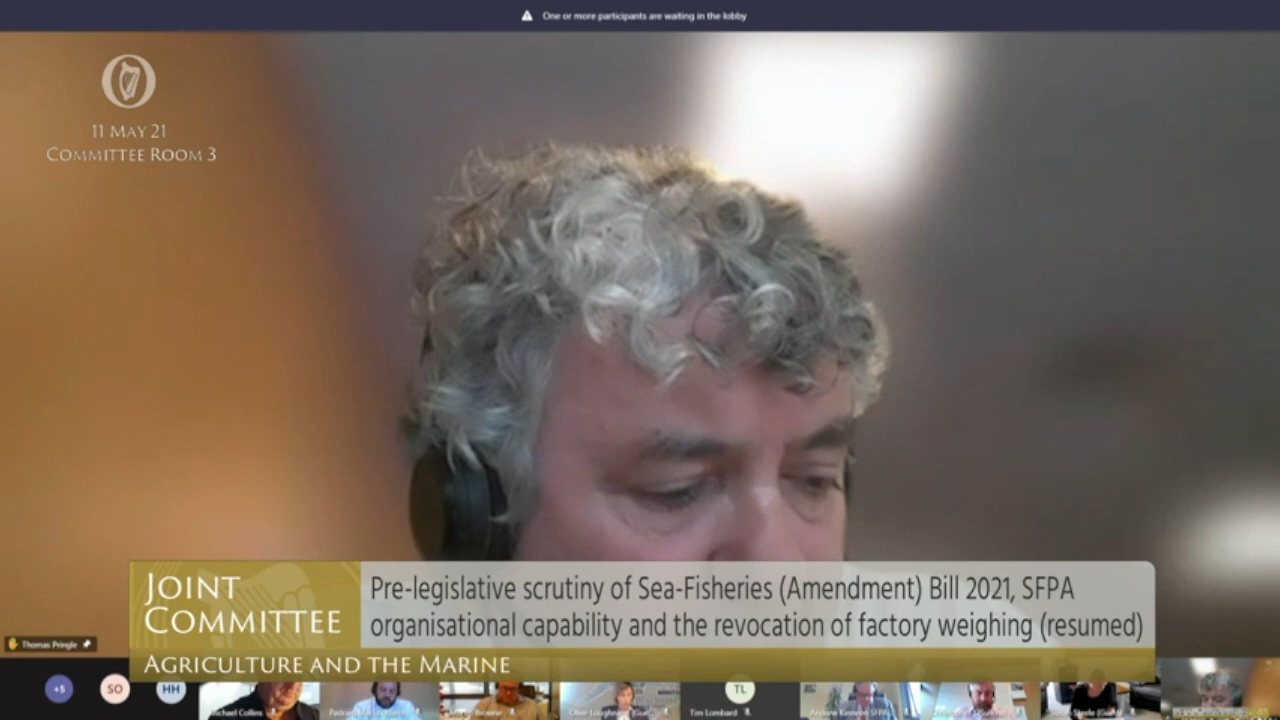 One or more participants are waiting in the lobby
11 MAY 21
COMMITTEE ROOM 3
JOINT
COMMITTEE
Pre-legislative scrutiny of Sea-Fisheries (Amendment) Bill 2021, SFPA
organisational capability and the revocation of factory weighing (resumed)
Thomas Pringle
AGRICULTURE AND THE MARINE
+5
SO
HH
TL
Michael Collins
Tim Lombard